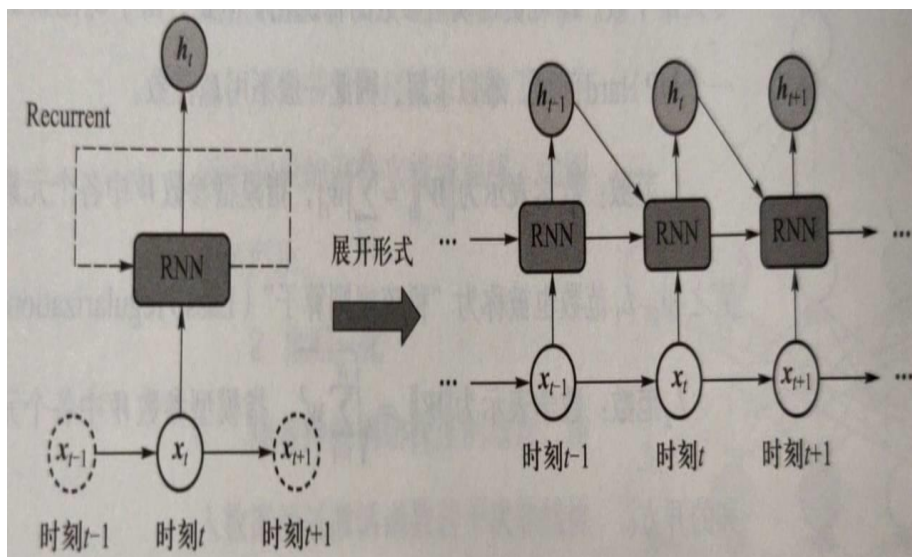 h_t
h_{t-1} h_t h_{t+1}
Recurrent
RNN
展开形式
... RNN RNN RNN ...
... x_{t-1} x_t x_{t+1} ...
x_{t-1} x_t x_{t+1}
时刻t-1 时刻t 时刻t+1
时刻t-1 时刻t 时刻t+1